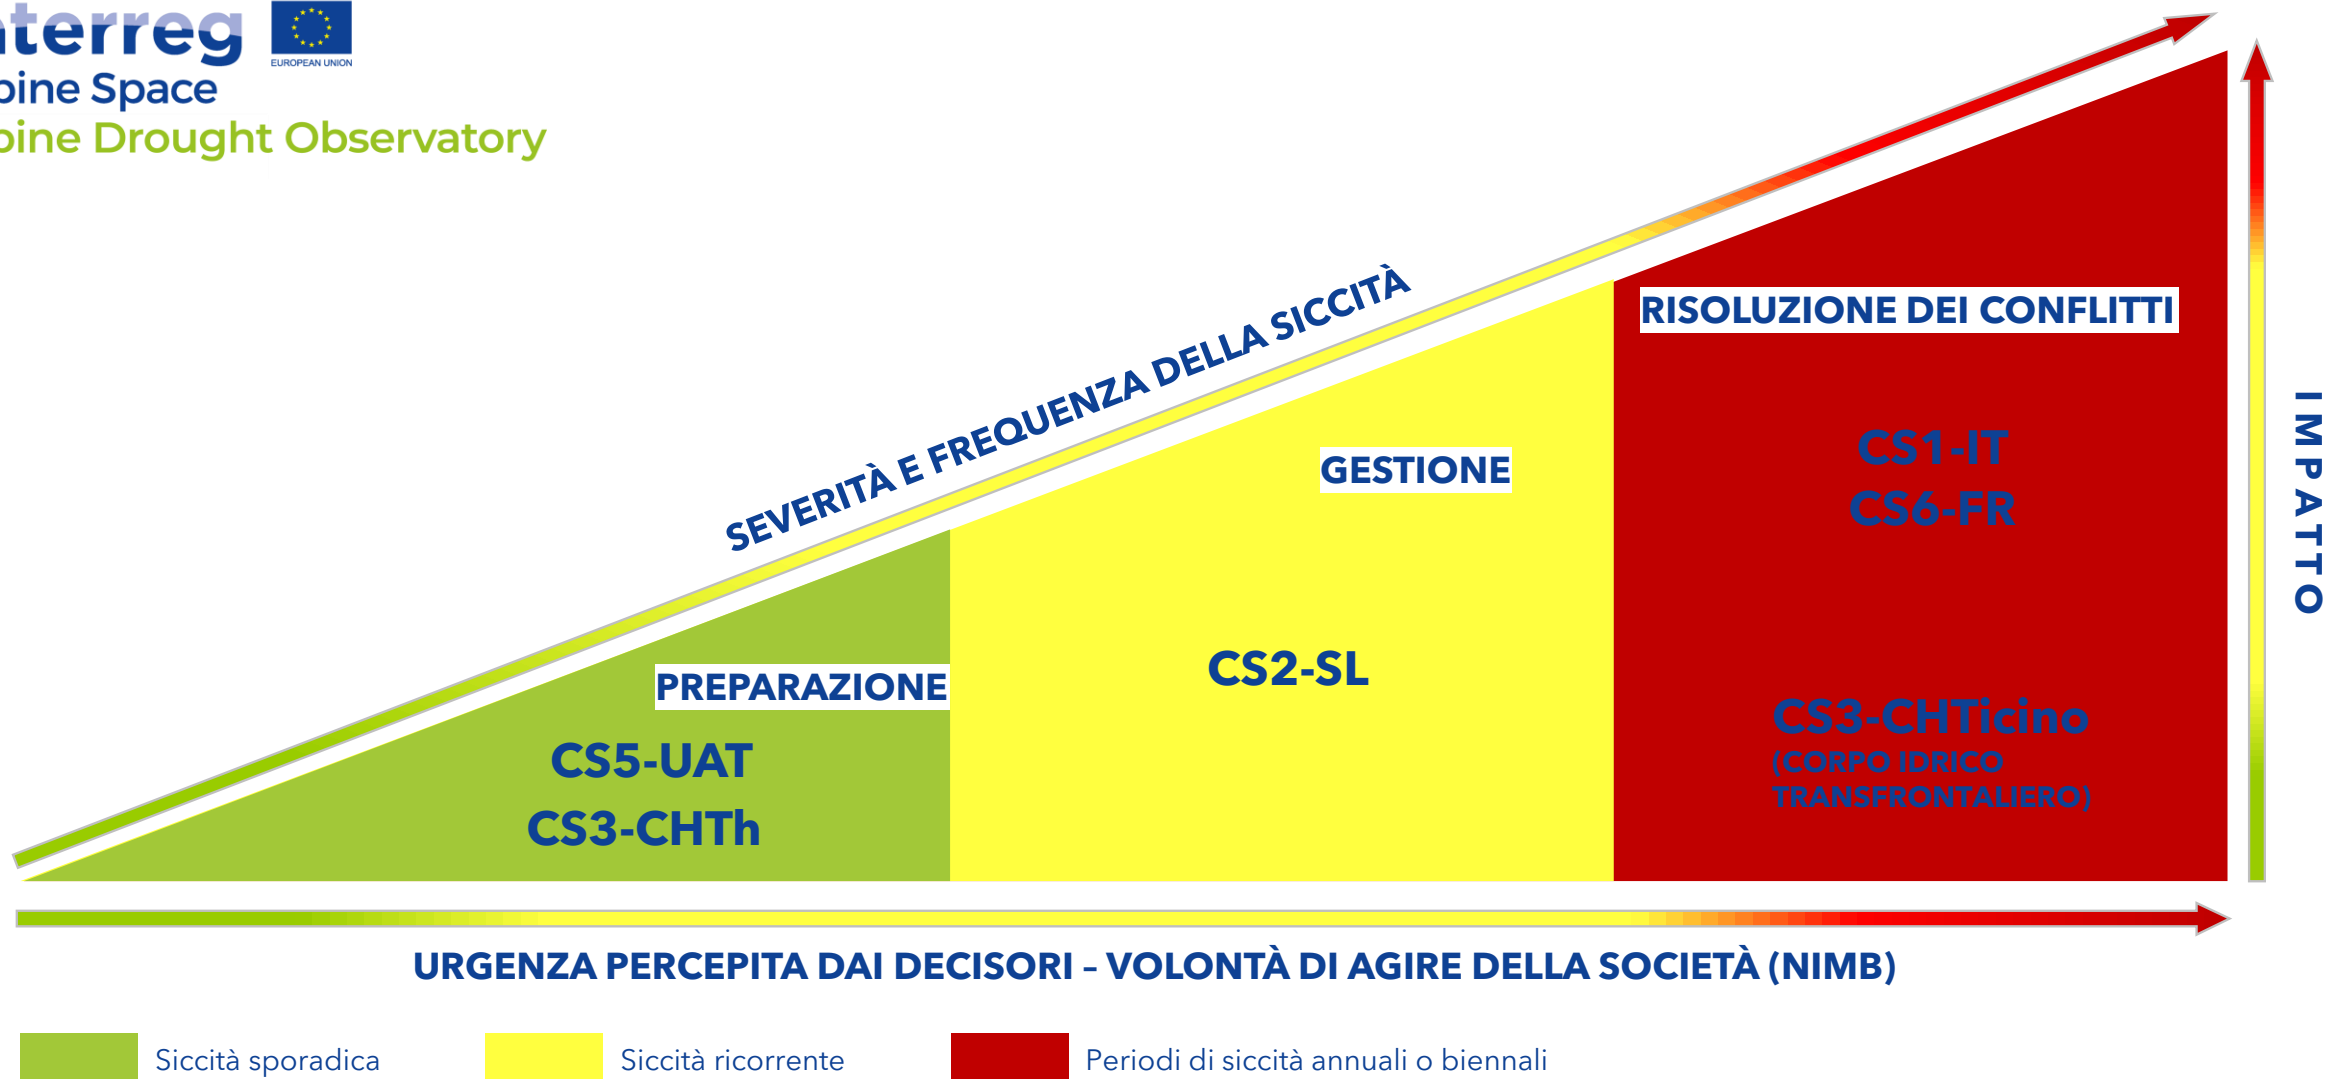 nterreg
EUROPEAN UNION
pine Space
pine Drought Observatory
SEVERITÀ E FREQUENZA DELLA SICCITÀ
RISOLUZIONE DEI CONFLITTI
GESTIONE
PREPARAZIONE
CS1-IT
CS6-FR
CS2-SL
CS3-CHTicino
(CORPO IDRICO
TRANSFRONTALIERO)
CS5-UAT
CS3-CHTh
IMPATTO
URGENZA PERCEPITA DAI DECISORI – VOLONTÀ DI AGIRE DELLA SOCIETÀ (NIMB)
Siccità sporadica
Siccità ricorrente
Periodi di siccità annuali o biennali